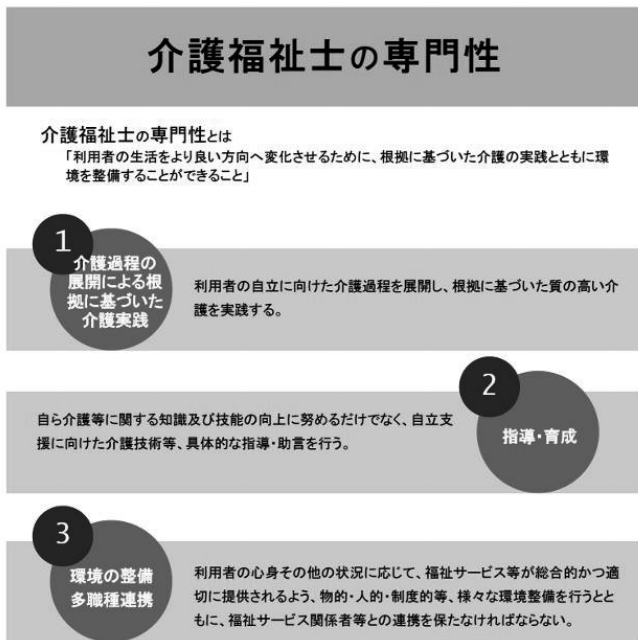 介護福祉士の専門性
介護福祉士の専門性とは
「利用者の生活をより良い方向へ変化させるために、根拠に基づいた介護の実践とともに環
境を整備することができること」
1
介護過程の
展開による根
拠に基づいた
介護実践
利用者の自立に向けた介護過程を展開し、根拠に基づいた質の高い介
護を実践する。
2
自ら介護等に関する知識及び技能の向上に努めるだけでなく、自立支
援に向けた介護技術等、具体的な指導・助言を行う。
指導・育成
3
環境の整備
多職種連携
利用者の心身その他の状況に応じて、福祉サービス等が総合的かつ適
切に提供されるよう、物的・人的・制度的等、様々な環境整備を行うとと
もに、福祉サービス関係者等との連携を保たなければならない。